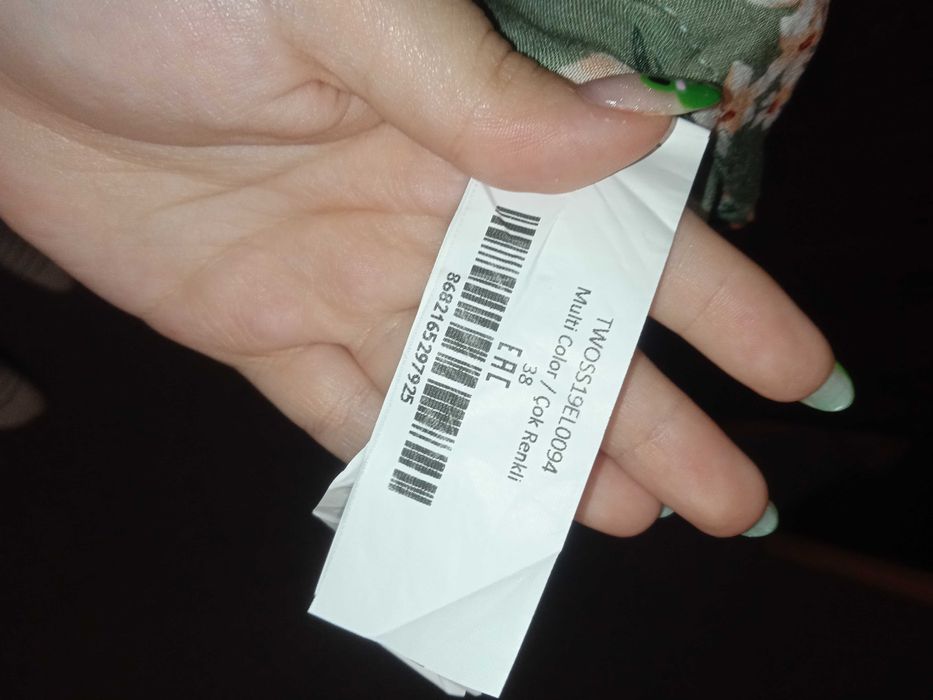 TWOSS19EL0094
Multi Color / Çok Renkli
38
EAC
8682165297925